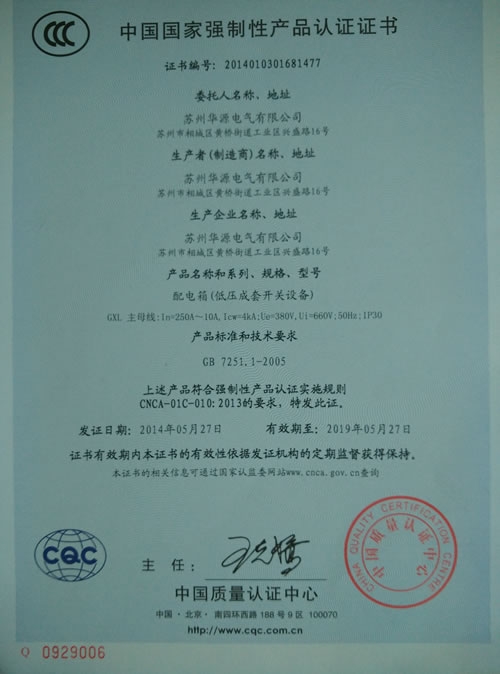 CCC
中国国家强制性产品认证证书
证书编号: 2014010301681477
委托人名称、地址
苏州华源电气有限公司
苏州市相城区黄桥街道工业区兴盛路16号
生产者(制造商)名称、地址
苏州华源电气有限公司
苏州市相城区黄桥街道工业区兴盛路16号
生产企业名称、地址
苏州华源电气有限公司
苏州市相城区黄桥街道工业区兴盛路16号
产品名称和系列、规格、型号
配电箱(低压成套开关设备)
GXL 主母线:In=250A～10A,Icw=4kA;Ue=380V,Ui=660V;50Hz;IP30
产品标准和技术要求
GB 7251.1-2005
上述产品符合强制性产品认证实施规则
CNCA-01C-010:2013的要求,特发此证。
发证日期: 2014年05月27日 有效期至: 2019年05月27日
证书有效期内本证书的有效性依据发证机构的定期监督获得保持。
本证书的相关信息可通过国家认监委网站www.cnca.gov.cn查询
CQC
主 任:
中国质量认证中心
中国·北京·南四环西路188号9区 100070
http://www.cqc.com.cn
CHINA QUALITY CERTIFICATION CENTRE
中国质量认证中心
Q 0929006